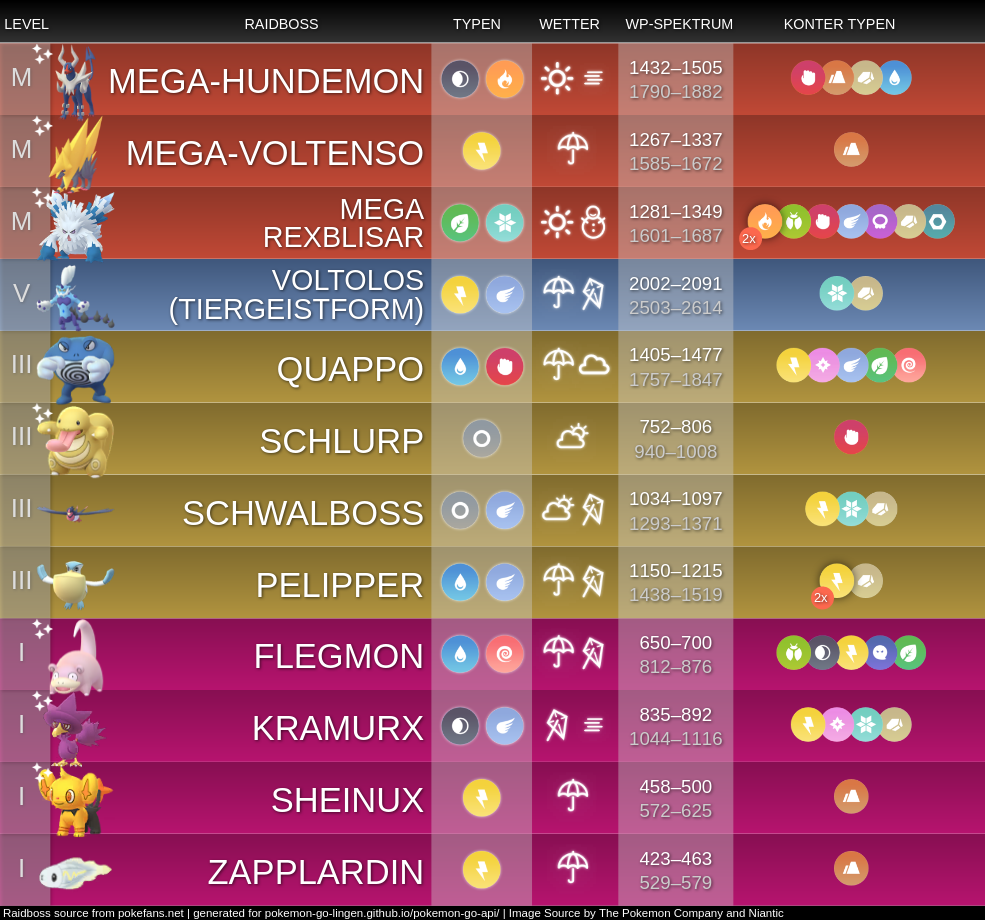 LEVEL RAIDBOSS TYPEN WETTER WP-SPEKTRUM KONTER TYPEN
M MEGA-HUNDEMON 1432–1505
1790–1882
M MEGA-VOLTENSO 1267–1337
1585–1672
M MEGA REXBLISAR 1281–1349
1601–1687 2x
V VOLTOLOS (TIERGEISTFORM) 2002–2091
2503–2614
III QUAPPO 1405–1477
1757–1847
III SCHLURP 752–806
940–1008
III SCHWALBOSS 1034–1097
1293–1371
III PELIPPER 1150–1215
1438–1519 2x
I FLEGMON 650–700
812–876
I KRAMURX 835–892
1044–1116
I SHEINUX 458–500
572–625
I ZAPPLARDIN 423–463
529–579
Raidboss source from pokefans.net | generated for pokemon-go-lingen.github.io/pokemon-go-api/ | Image Source by The Pokemon Company and Niantic